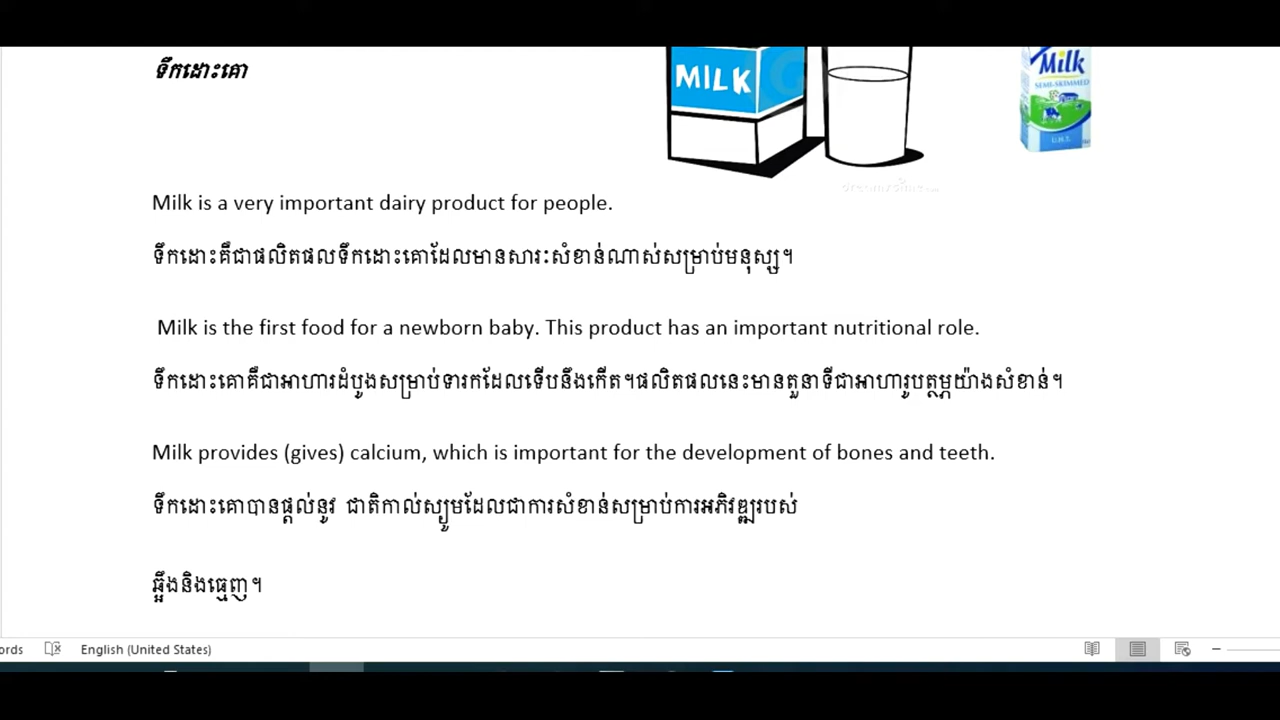 ទឹកដោះគោ
MILK
Milk
SEMI-SKIMMED
U.H.T.
Milk is a very important dairy product for people.
ទឹកដោះគឺជាផលិតផលទឹកដោះគោដែលមានសារៈសំខាន់ណាស់សម្រាប់មនុស្ស។
Milk is the first food for a newborn baby. This product has an important nutritional role.
ទឹកដោះគោគឺជាអាហារដំបូងសម្រាប់ទារកដែលទើបនឹងកើត។ផលិតផលនេះមានតួនាទីជាអាហារូបត្ថម្ភយ៉ាងសំខាន់។
Milk provides (gives) calcium, which is important for the development of bones and teeth.
ទឹកដោះគោបានផ្តល់នូវ ជាតិកាល់ស្យូមដែលជាការសំខាន់សម្រាប់ការអភិវឌ្ឍរបស់
ឆ្អឹងនិងធ្មេញ។
ords English (United States)